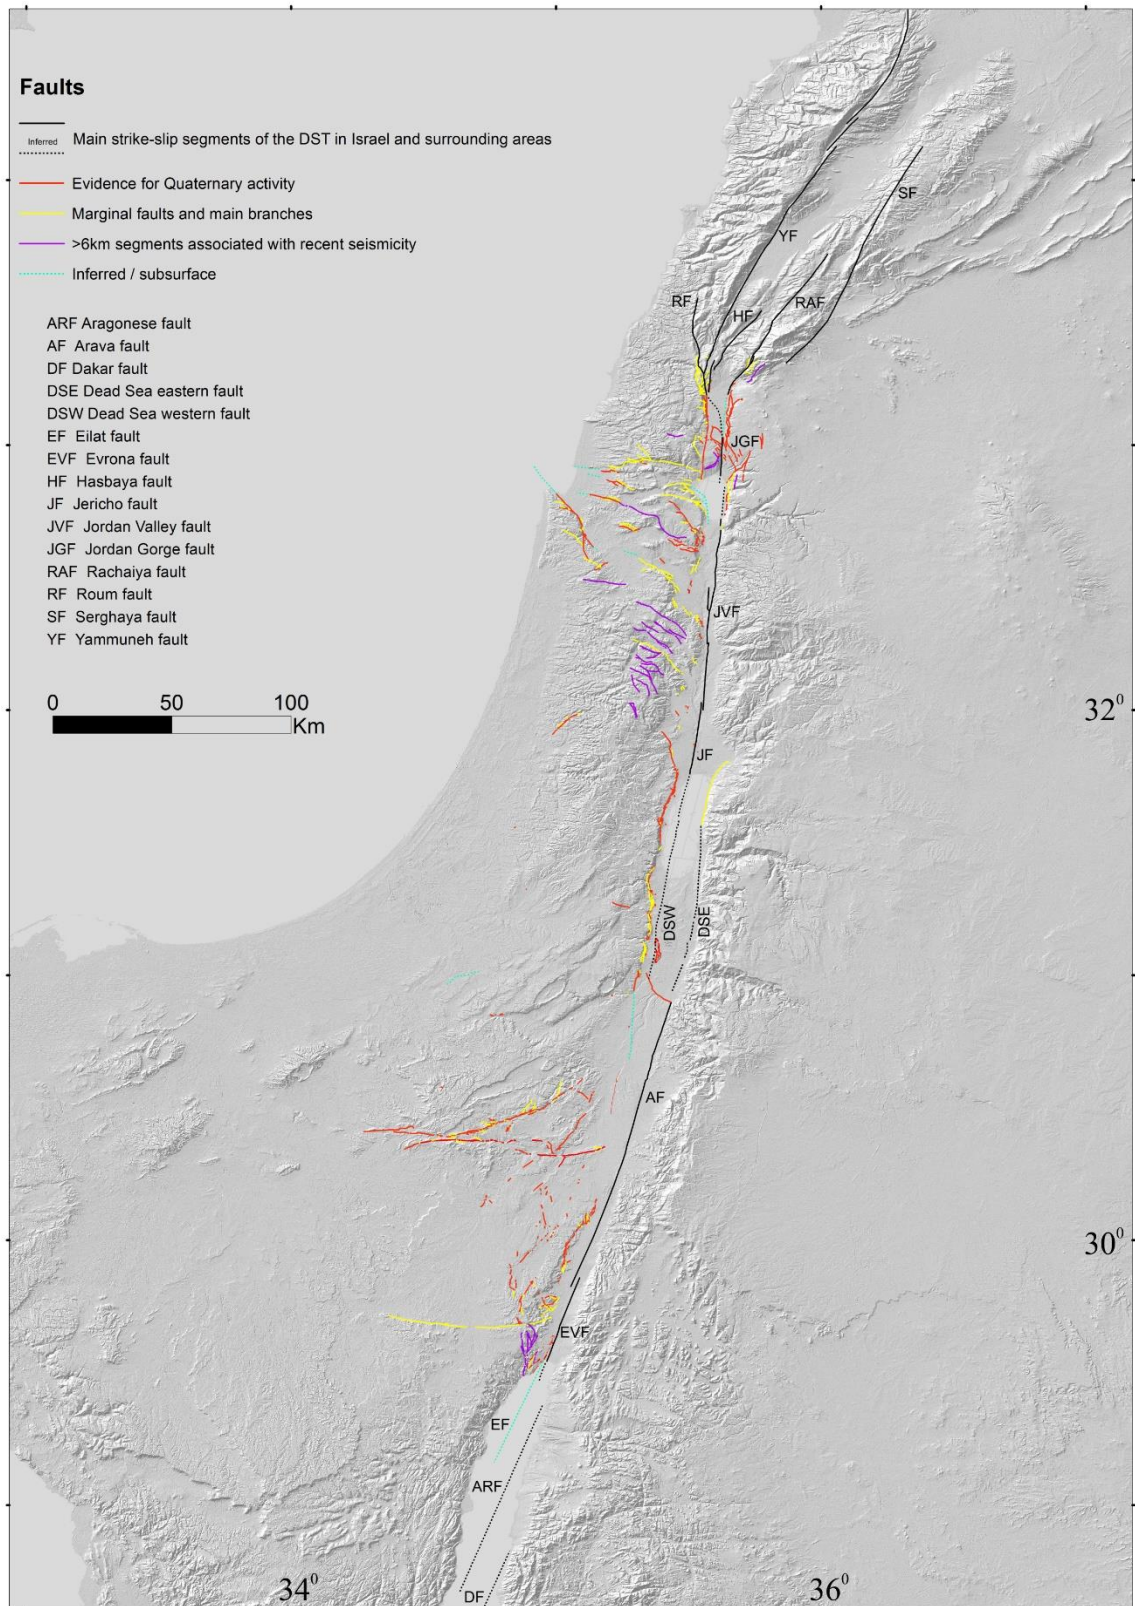 Faults
Inferred
Main strike-slip segments of the DST in Israel and surrounding areas
Evidence for Quaternary activity
Marginal faults and main branches
>6km segments associated with recent seismicity
Inferred / subsurface
ARF Aragonese fault
AF Arava fault
DF Dakar fault
DSE Dead Sea eastern fault
DSW Dead Sea western fault
EF Eilat fault
EVF Evrona fault
HF Hasbaya fault
JF Jericho fault
JVF Jordan Valley fault
JGF Jordan Gorge fault
RAF Rachaiya fault
RF Roum fault
SF Serghaya fault
YF Yammuneh fault
0 50 100
Km
SF
YF
RF
HF
RAF
JGF
JVF
32⁰
JF
DSW
DSE
AF
30⁰
EVF
EF
ARF
DF
34⁰
36⁰